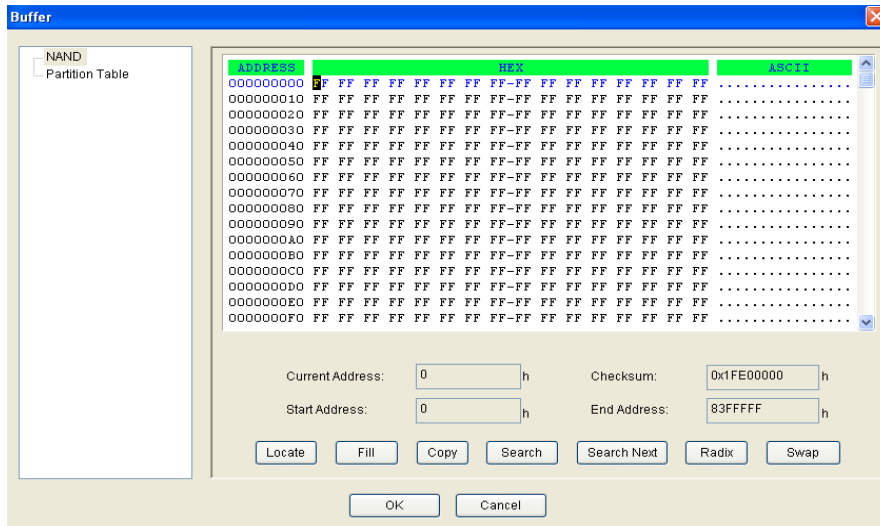 Buffer
NAND
Partition Table
ADDRESS HEX ASCII
000000000 FF FF FF FF FF FF FF FF-FF FF FF FF FF FF FF FF ................
000000010 FF FF FF FF FF FF FF FF-FF FF FF FF FF FF FF FF ................
000000020 FF FF FF FF FF FF FF FF-FF FF FF FF FF FF FF FF ................
000000030 FF FF FF FF FF FF FF FF-FF FF FF FF FF FF FF FF ................
000000040 FF FF FF FF FF FF FF FF-FF FF FF FF FF FF FF FF ................
000000050 FF FF FF FF FF FF FF FF-FF FF FF FF FF FF FF FF ................
000000060 FF FF FF FF FF FF FF FF-FF FF FF FF FF FF FF FF ................
000000070 FF FF FF FF FF FF FF FF-FF FF FF FF FF FF FF FF ................
000000080 FF FF FF FF FF FF FF FF-FF FF FF FF FF FF FF FF ................
000000090 FF FF FF FF FF FF FF FF-FF FF FF FF FF FF FF FF ................
0000000A0 FF FF FF FF FF FF FF FF-FF FF FF FF FF FF FF FF ................
0000000B0 FF FF FF FF FF FF FF FF-FF FF FF FF FF FF FF FF ................
0000000C0 FF FF FF FF FF FF FF FF-FF FF FF FF FF FF FF FF ................
0000000D0 FF FF FF FF FF FF FF FF-FF FF FF FF FF FF FF FF ................
0000000E0 FF FF FF FF FF FF FF FF-FF FF FF FF FF FF FF FF ................
0000000F0 FF FF FF FF FF FF FF FF-FF FF FF FF FF FF FF FF ................
Current Address: 0 h Checksum: 0x1FE00000 h
Start Address: 0 h End Address: 83FFFFF h
Locate Fill Copy Search Search Next Radix Swap
OK Cancel